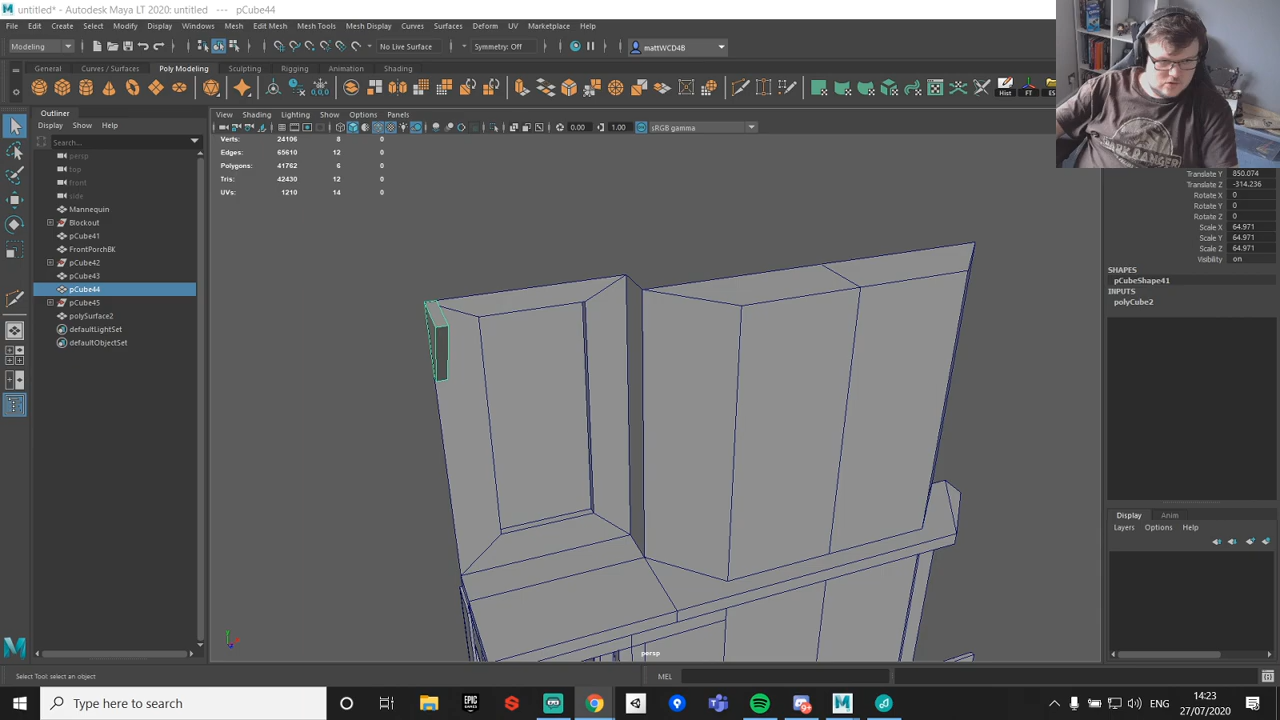 untitled* - Autodesk Maya LT 2020: untitled --- pCube44
File Edit Create Select Modify Display Windows Mesh Edit Mesh Mesh Tools Mesh Display Curves Surfaces Deform UV Marketplace Help
Modeling No Live Surface Symmetry: Off mattWCD4B
General Curves / Surfaces Poly Modeling Sculpting Rigging Animation Shading
Hist FT
Outliner
Display Show Help
Search...
persp
top
front
side
Mannequin
Blockout
pCube41
FrontPorchBK
pCube42
pCube43
pCube44
pCube45
polySurface2
defaultLightSet
defaultObjectSet
View Shading Lighting Show Options Panels
0.00 1.00 sRGB gamma
Verts: 24106 8 0
Edges: 65610 12 0
Polygons: 41762 6 0
Tris: 42430 12 0
UVs: 1210 14 0
persp
DARK RANGER
Translate Y 850.074
Translate Z -314.236
Rotate X 0
Rotate Y 0
Rotate Z 0
Scale X 64.971
Scale Y 64.971
Scale Z 64.971
Visibility on
SHAPES
pCubeShape41
INPUTS
polyCube2
Display Anim
Layers Options Help
Select Tool: select an object
MEL
Type here to search
EPIC GAMES
ENG
14:23
27/07/2020